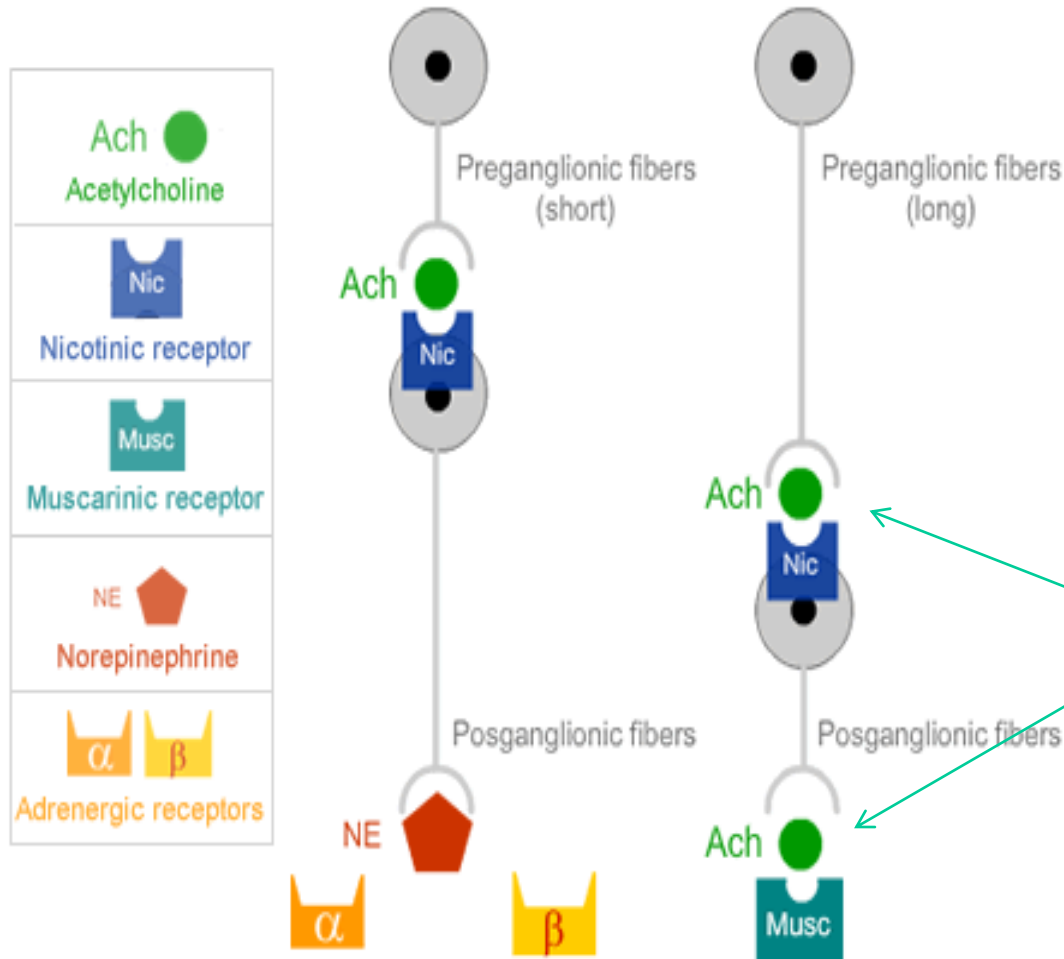 Ach
Acetylcholine
Nic
Nicotinic receptor
Musc
Muscarinic receptor
NE
Norepinephrine
α β
Adrenergic receptors
Preganglionic fibers
(short)
Ach
Nic
Posganglionic fibers
NE
α β
Preganglionic fibers
(long)
Ach
Nic
Posganglionic fibers
Ach
Musc